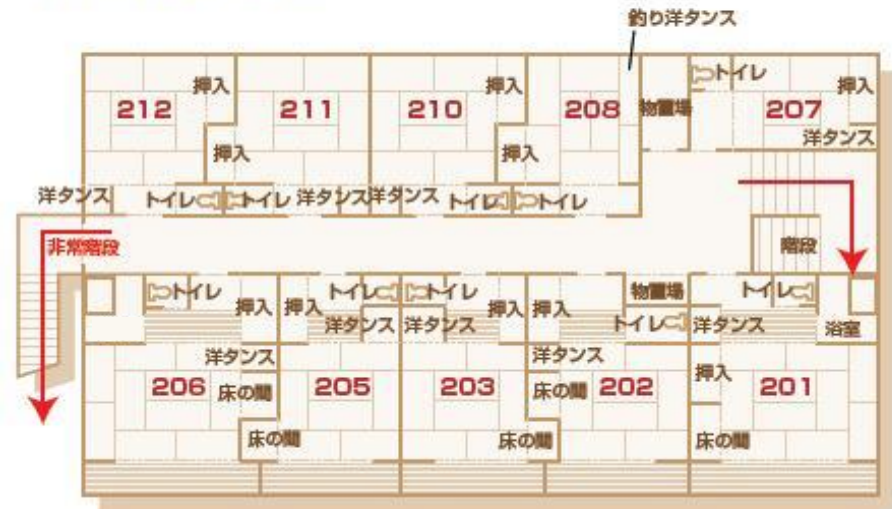 釣り洋タンス
トイレ
押入
押入
押入
212
211
210
208
物置場
207
洋タンス
押入
押入
洋タンス
トイレ
トイレ
洋タンス
洋タンス
トイレ
トイレ
非常階段
階段
トイレ
トイレ
トイレ
物置場
トイレ
押入
押入
押入
押入
洋タンス
洋タンス
トイレ
洋タンス
浴室
洋タンス
洋タンス
押入
206
床の間
205
203
床の間
202
201
床の間
床の間
床の間